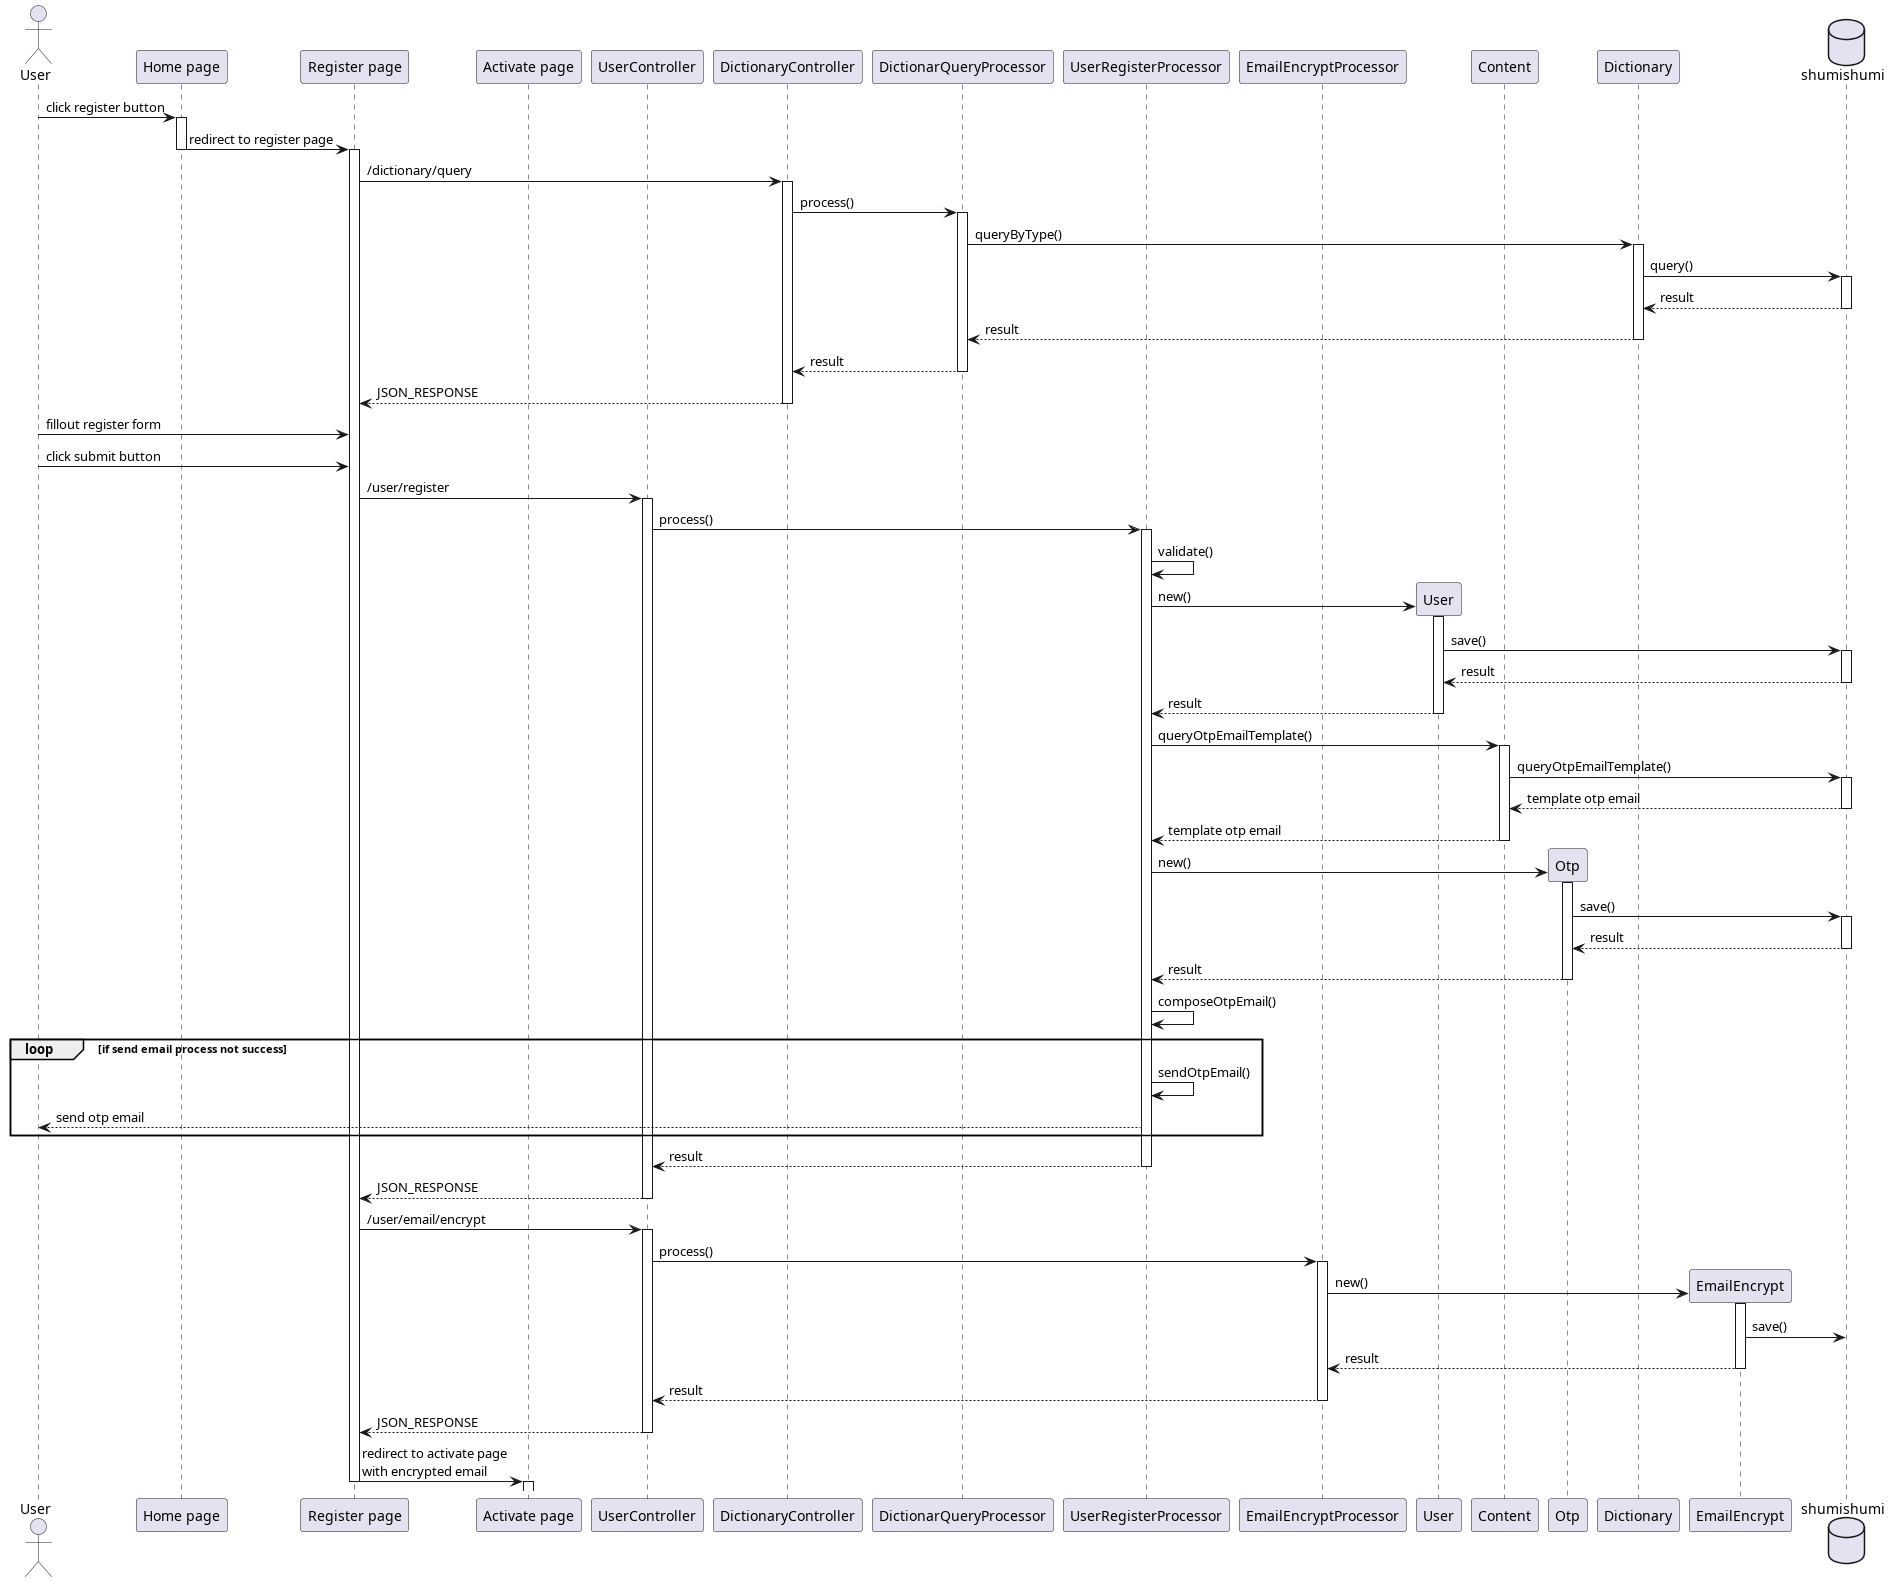 User
Home page
Register page
Activate page
UserController
DictionaryController
DictionarQueryProcessor
UserRegisterProcessor
EmailEncryptProcessor
Content
Dictionary
shumishumi
click register button
redirect to register page
/dictionary/query
process()
queryByType()
query()
result
result
result
JSON_RESPONSE
fillout register form
click submit button
/user/register
process()
validate()
new()
User
save()
result
result
queryOtpEmailTemplate()
queryOtpEmailTemplate()
template otp email
template otp email
new()
Otp
save()
result
result
composeOtpEmail()
loop
[if send email process not success]
sendOtpEmail()
send otp email
result
JSON_RESPONSE
/user/email/encrypt
process()
new()
EmailEncrypt
save()
result
result
JSON_RESPONSE
redirect to activate page
with encrypted email
User
Home page
Register page
Activate page
UserController
DictionaryController
DictionarQueryProcessor
UserRegisterProcessor
EmailEncryptProcessor
User
Content
Otp
Dictionary
EmailEncrypt
shumishumi